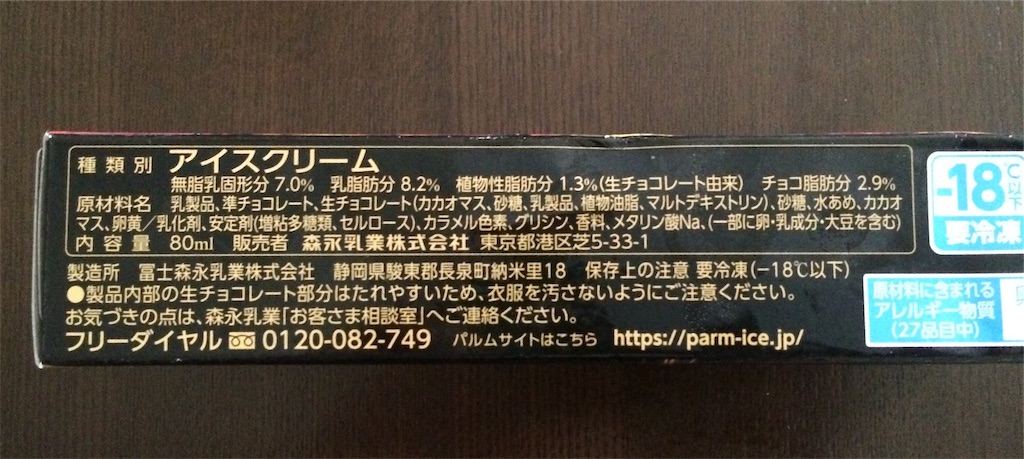 種類別 アイスクリーム
無脂乳固形分 7.0% 乳脂肪分 8.2% 植物性脂肪分 1.3%(生チョコレート由来) チョコ脂肪分 2.9%
原材料名 乳製品、準チョコレート、生チョコレート(カカオマス、砂糖、乳製品、植物油脂、マルトデキストリン)、砂糖、水あめ、カカオ
マス、卵黄/乳化剤、安定剤(増粘多糖類、セルロース)、カラメル色素、グリシン、香料、メタリン酸Na、(一部に卵・乳成分・大豆を含む)
内容量 80ml 販売者 森永乳業株式会社 東京都港区芝5-33-1
製造所 冨士森永乳業株式会社 静岡県駿東郡長泉町納米里18 保存上の注意 要冷凍(-18℃以下)
●製品内部の生チョコレート部分はたれやすいため、衣服を汚さないようにご注意ください。
お気づきの点は、森永乳業「お客さま相談室」へご連絡ください。
フリーダイヤル 0120-082-749 パルムサイトはこちら https://parm-ice.jp/
-18℃以下
要冷凍
原材料に含まれる
アレルギー物質
(27品目中)